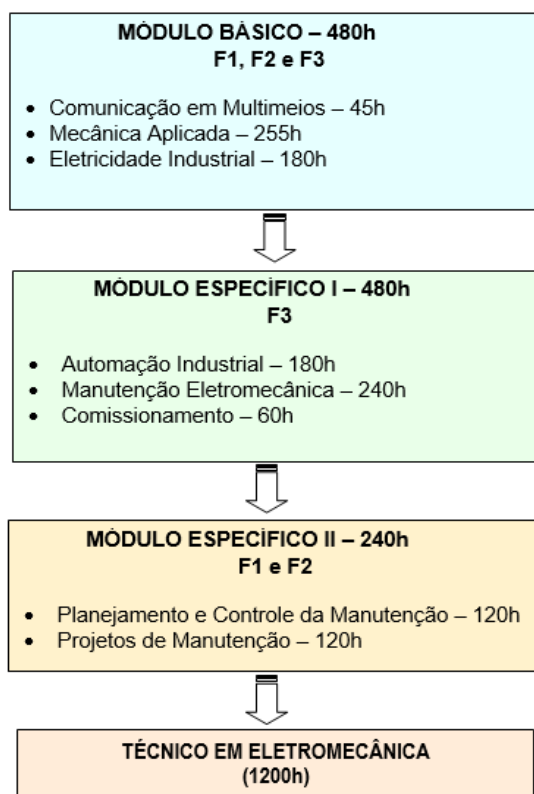 MÓDULO BÁSICO – 480h
F1, F2 e F3
• Comunicação em Multimeios – 45h
• Mecânica Aplicada – 255h
• Eletricidade Industrial – 180h
MÓDULO ESPECÍFICO I – 480h
F3
• Automação Industrial – 180h
• Manutenção Eletromecânica – 240h
• Comissionamento – 60h
MÓDULO ESPECÍFICO II – 240h
F1 e F2
• Planejamento e Controle da Manutenção – 120h
• Projetos de Manutenção – 120h
TÉCNICO EM ELETROMECÂNICA
(1200h)